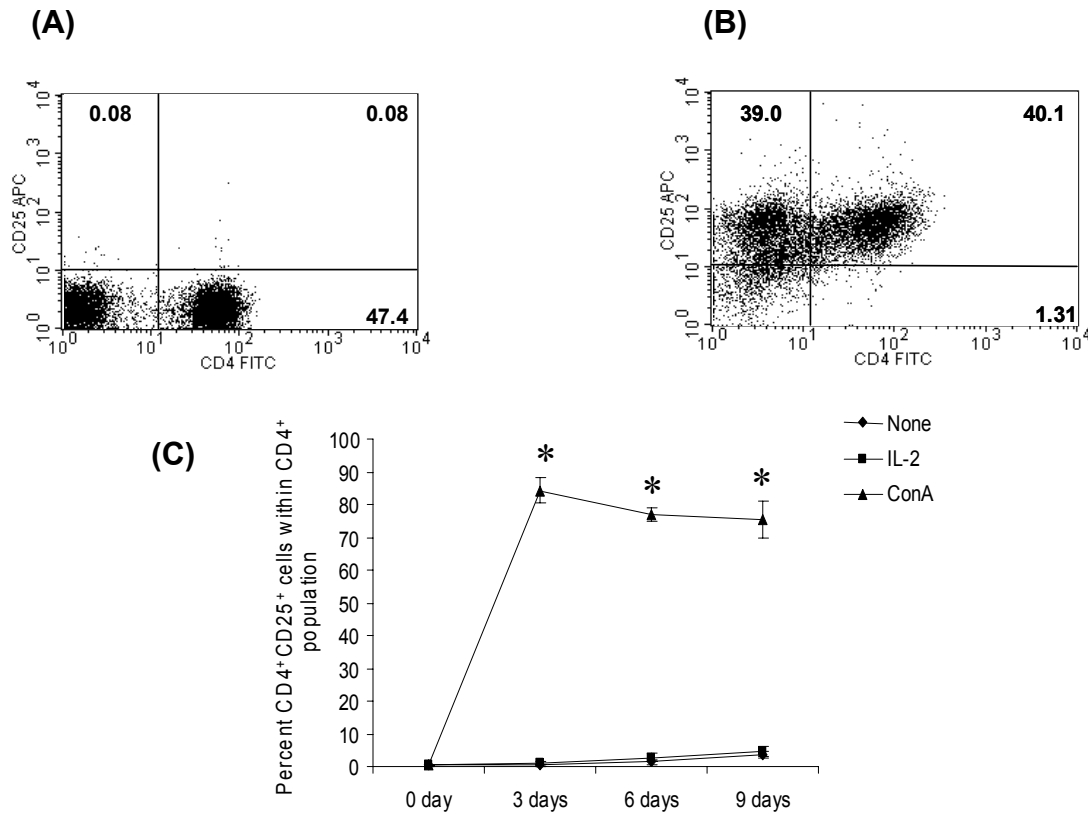 (A)
(B)
0.08
0.08
47.4
10^4
10^3
10^2
10^1
10^0
CD25 APC
10^0
10^1
10^2
10^3
10^4
CD4 FITC
39.0
40.1
1.31
10^4
10^3
10^2
10^1
10^0
CD25 APC
10^0
10^1
10^2
10^3
10^4
CD4 FITC
(C)
Percent CD4+ CD25+ cells within CD4+
population
100
90
80
70
60
50
40
30
20
10
0
*
*
*
0 day
3 days
6 days
9 days
None
IL-2
ConA